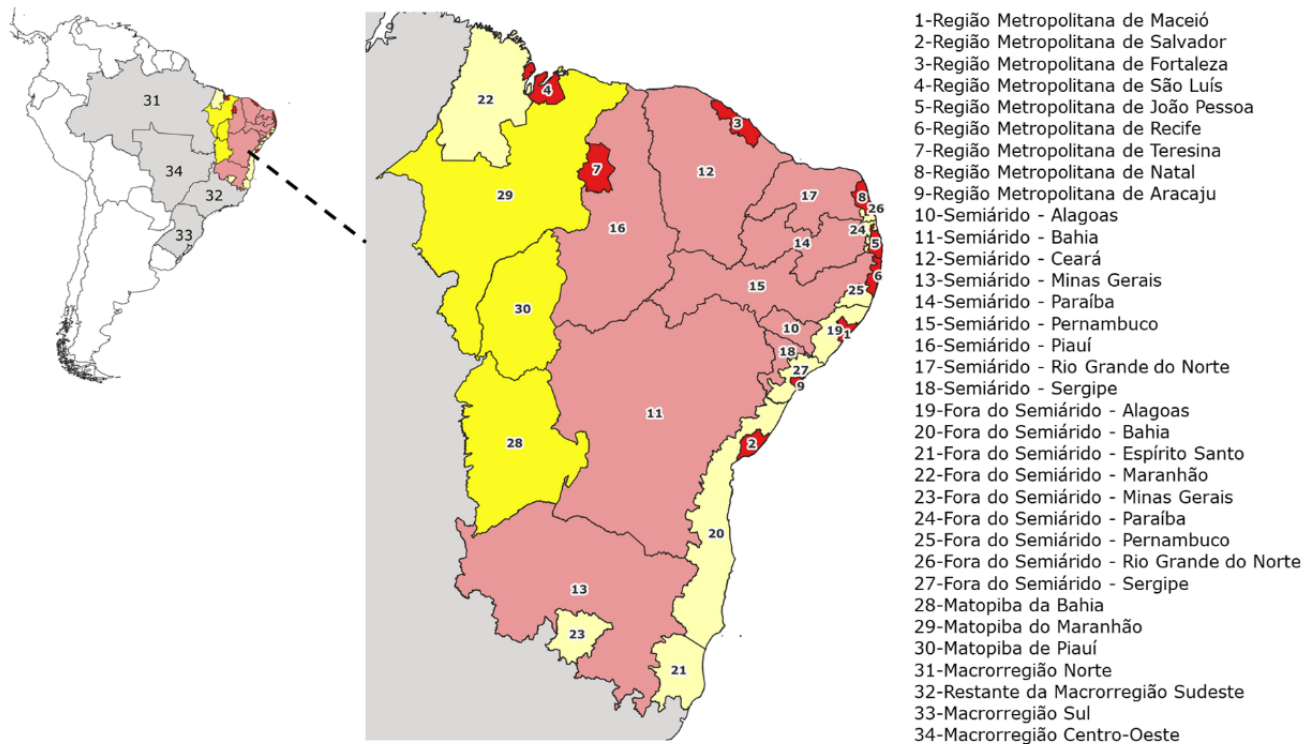 1-Região Metropolitana de Maceió
2-Região Metropolitana de Salvador
3-Região Metropolitana de Fortaleza
4-Região Metropolitana de São Luís
5-Região Metropolitana de João Pessoa
6-Região Metropolitana de Recife
7-Região Metropolitana de Teresina
8-Região Metropolitana de Natal
9-Região Metropolitana de Aracaju
10-Semiárido - Alagoas
11-Semiárido - Bahia
12-Semiárido - Ceará
13-Semiárido - Minas Gerais
14-Semiárido - Paraíba
15-Semiárido - Pernambuco
16-Semiárido - Piauí
17-Semiárido - Rio Grande do Norte
18-Semiárido - Sergipe
19-Fora do Semiárido - Alagoas
20-Fora do Semiárido - Bahia
21-Fora do Semiárido - Espírito Santo
22-Fora do Semiárido - Maranhão
23-Fora do Semiárido - Minas Gerais
24-Fora do Semiárido - Paraíba
25-Fora do Semiárido - Pernambuco
26-Fora do Semiárido - Rio Grande do Norte
27-Fora do Semiárido - Sergipe
28-Matopiba da Bahia
29-Matopiba do Maranhão
30-Matopiba de Piauí
31-Macrorregião Norte
32-Restante da Macrorregião Sudeste
33-Macrorregião Sul
34-Macrorregião Centro-Oeste
31
34
32
33
22
4
3
7
12
29
17
8
26
16
14
24
5
6
15
25
30
10
19
1
18
27
9
11
28
2
20
13
23
21